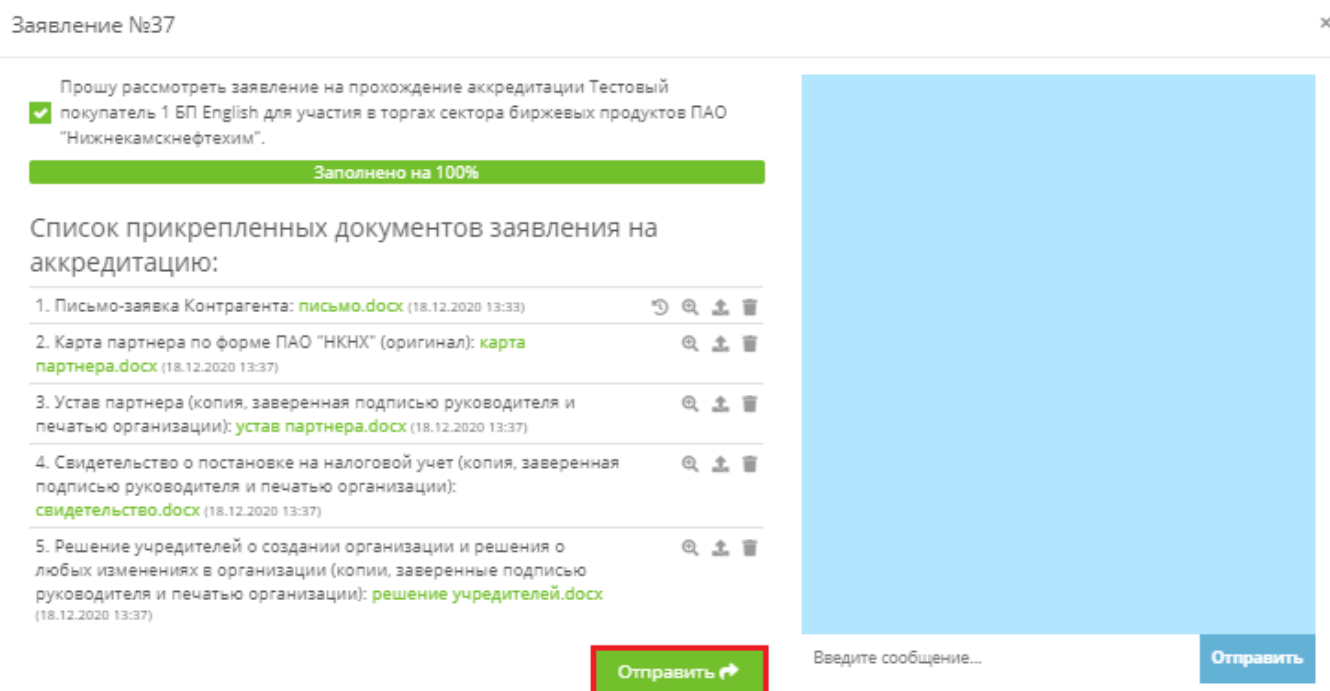 Заявление №37
Прошу рассмотреть заявление на прохождение аккредитации Тестовый
покупатель 1 БП English для участия в торгах сектора биржевых продуктов ПАО
"Нижнекамскнефтехим".
Заполнено на 100%
Список прикрепленных документов заявления на
аккредитацию:
1. Письмо-заявка Контрагента: письмо.docx (18.12.2020 13:33)
2. Карта партнера по форме ПАО "НКНХ" (оригинал): карта
партнера.docx (18.12.2020 13:37)
3. Устав партнера (копия, заверенная подписью руководителя и
печатью организации): устав партнера.docx (18.12.2020 13:37)
4. Свидетельство о постановке на налоговой учет (копия, заверенная
подписью руководителя и печатью организации):
свидетельство.docx (18.12.2020 13:37)
5. Решение учредителей о создании организации и решения о
любых изменениях в организации (копии, заверенные подписью
руководителя и печатью организации): решение учредителей.docx
(18.12.2020 13:37)
Отправить
Введите сообщение...
Отправить